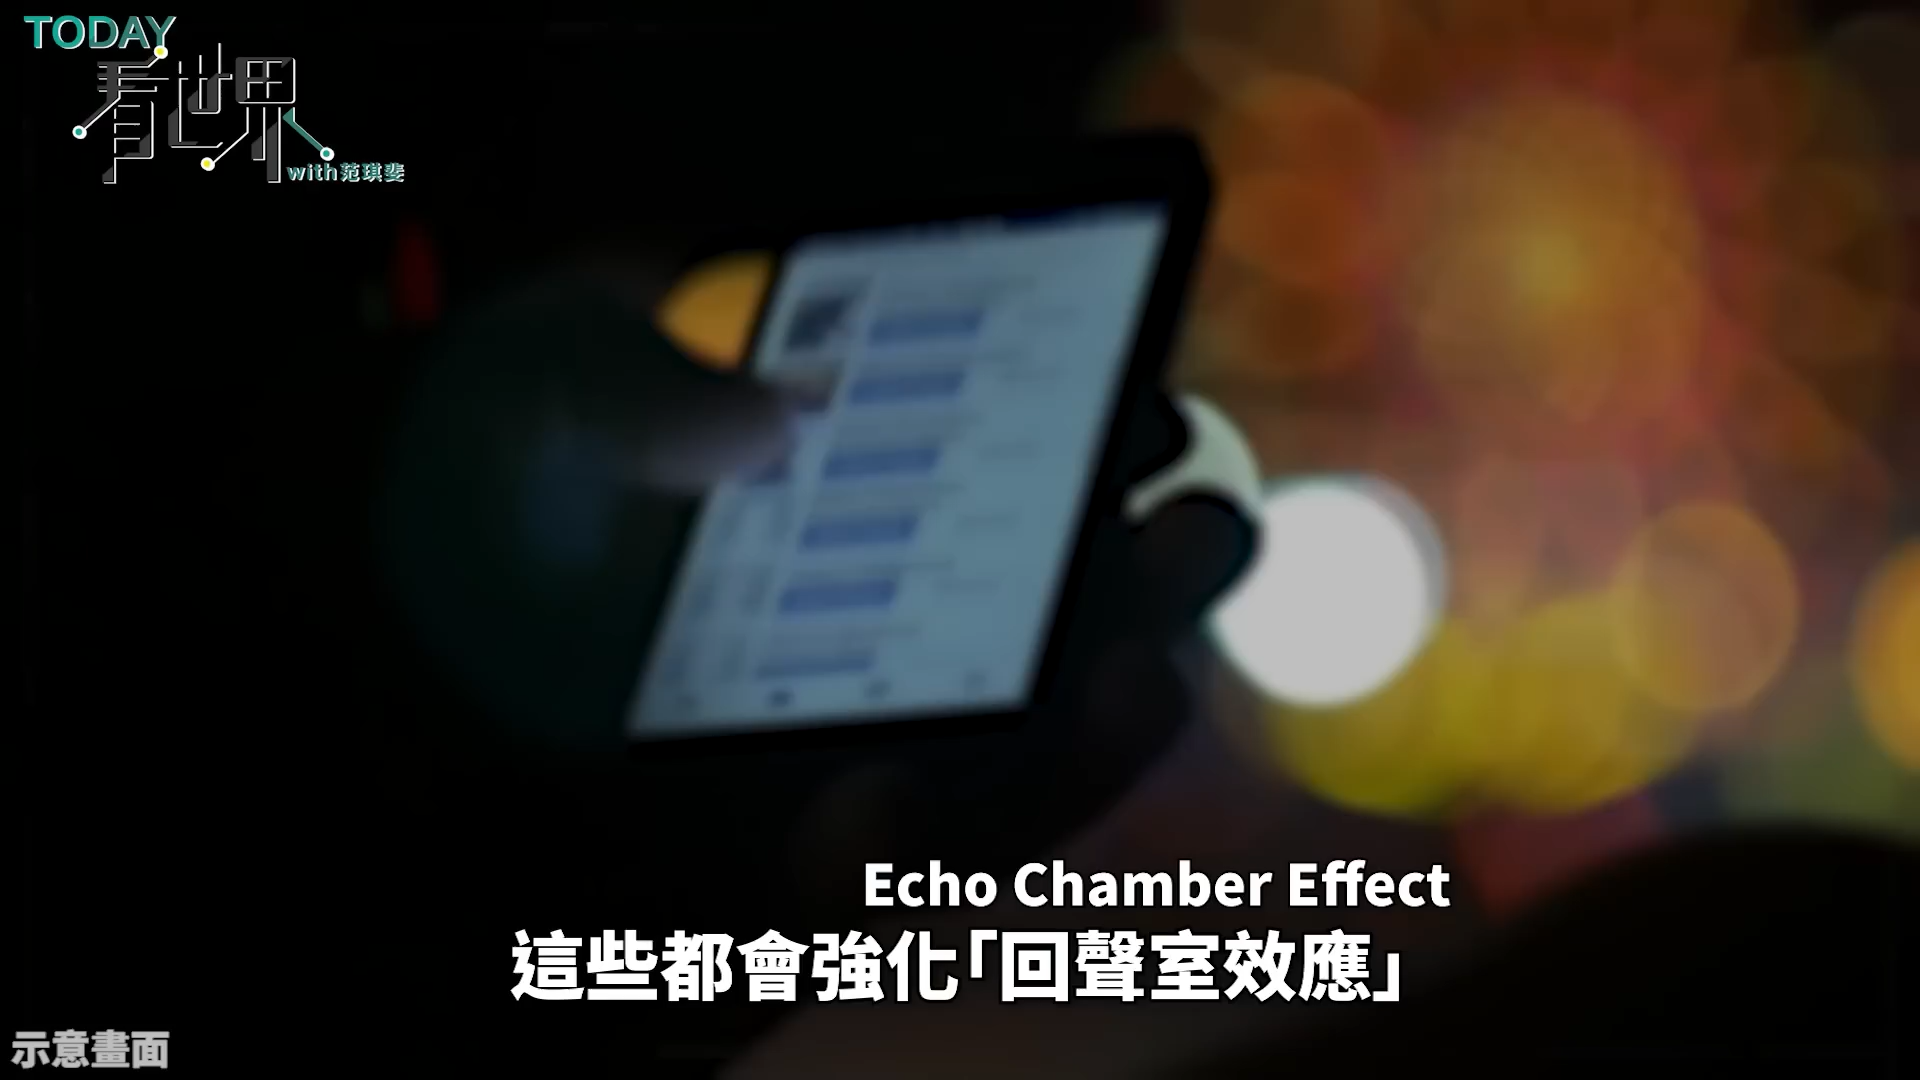 TODAY
看世界
with范琪斐
Echo Chamber Effect
這些都會強化「回聲室效應」
示意畫面